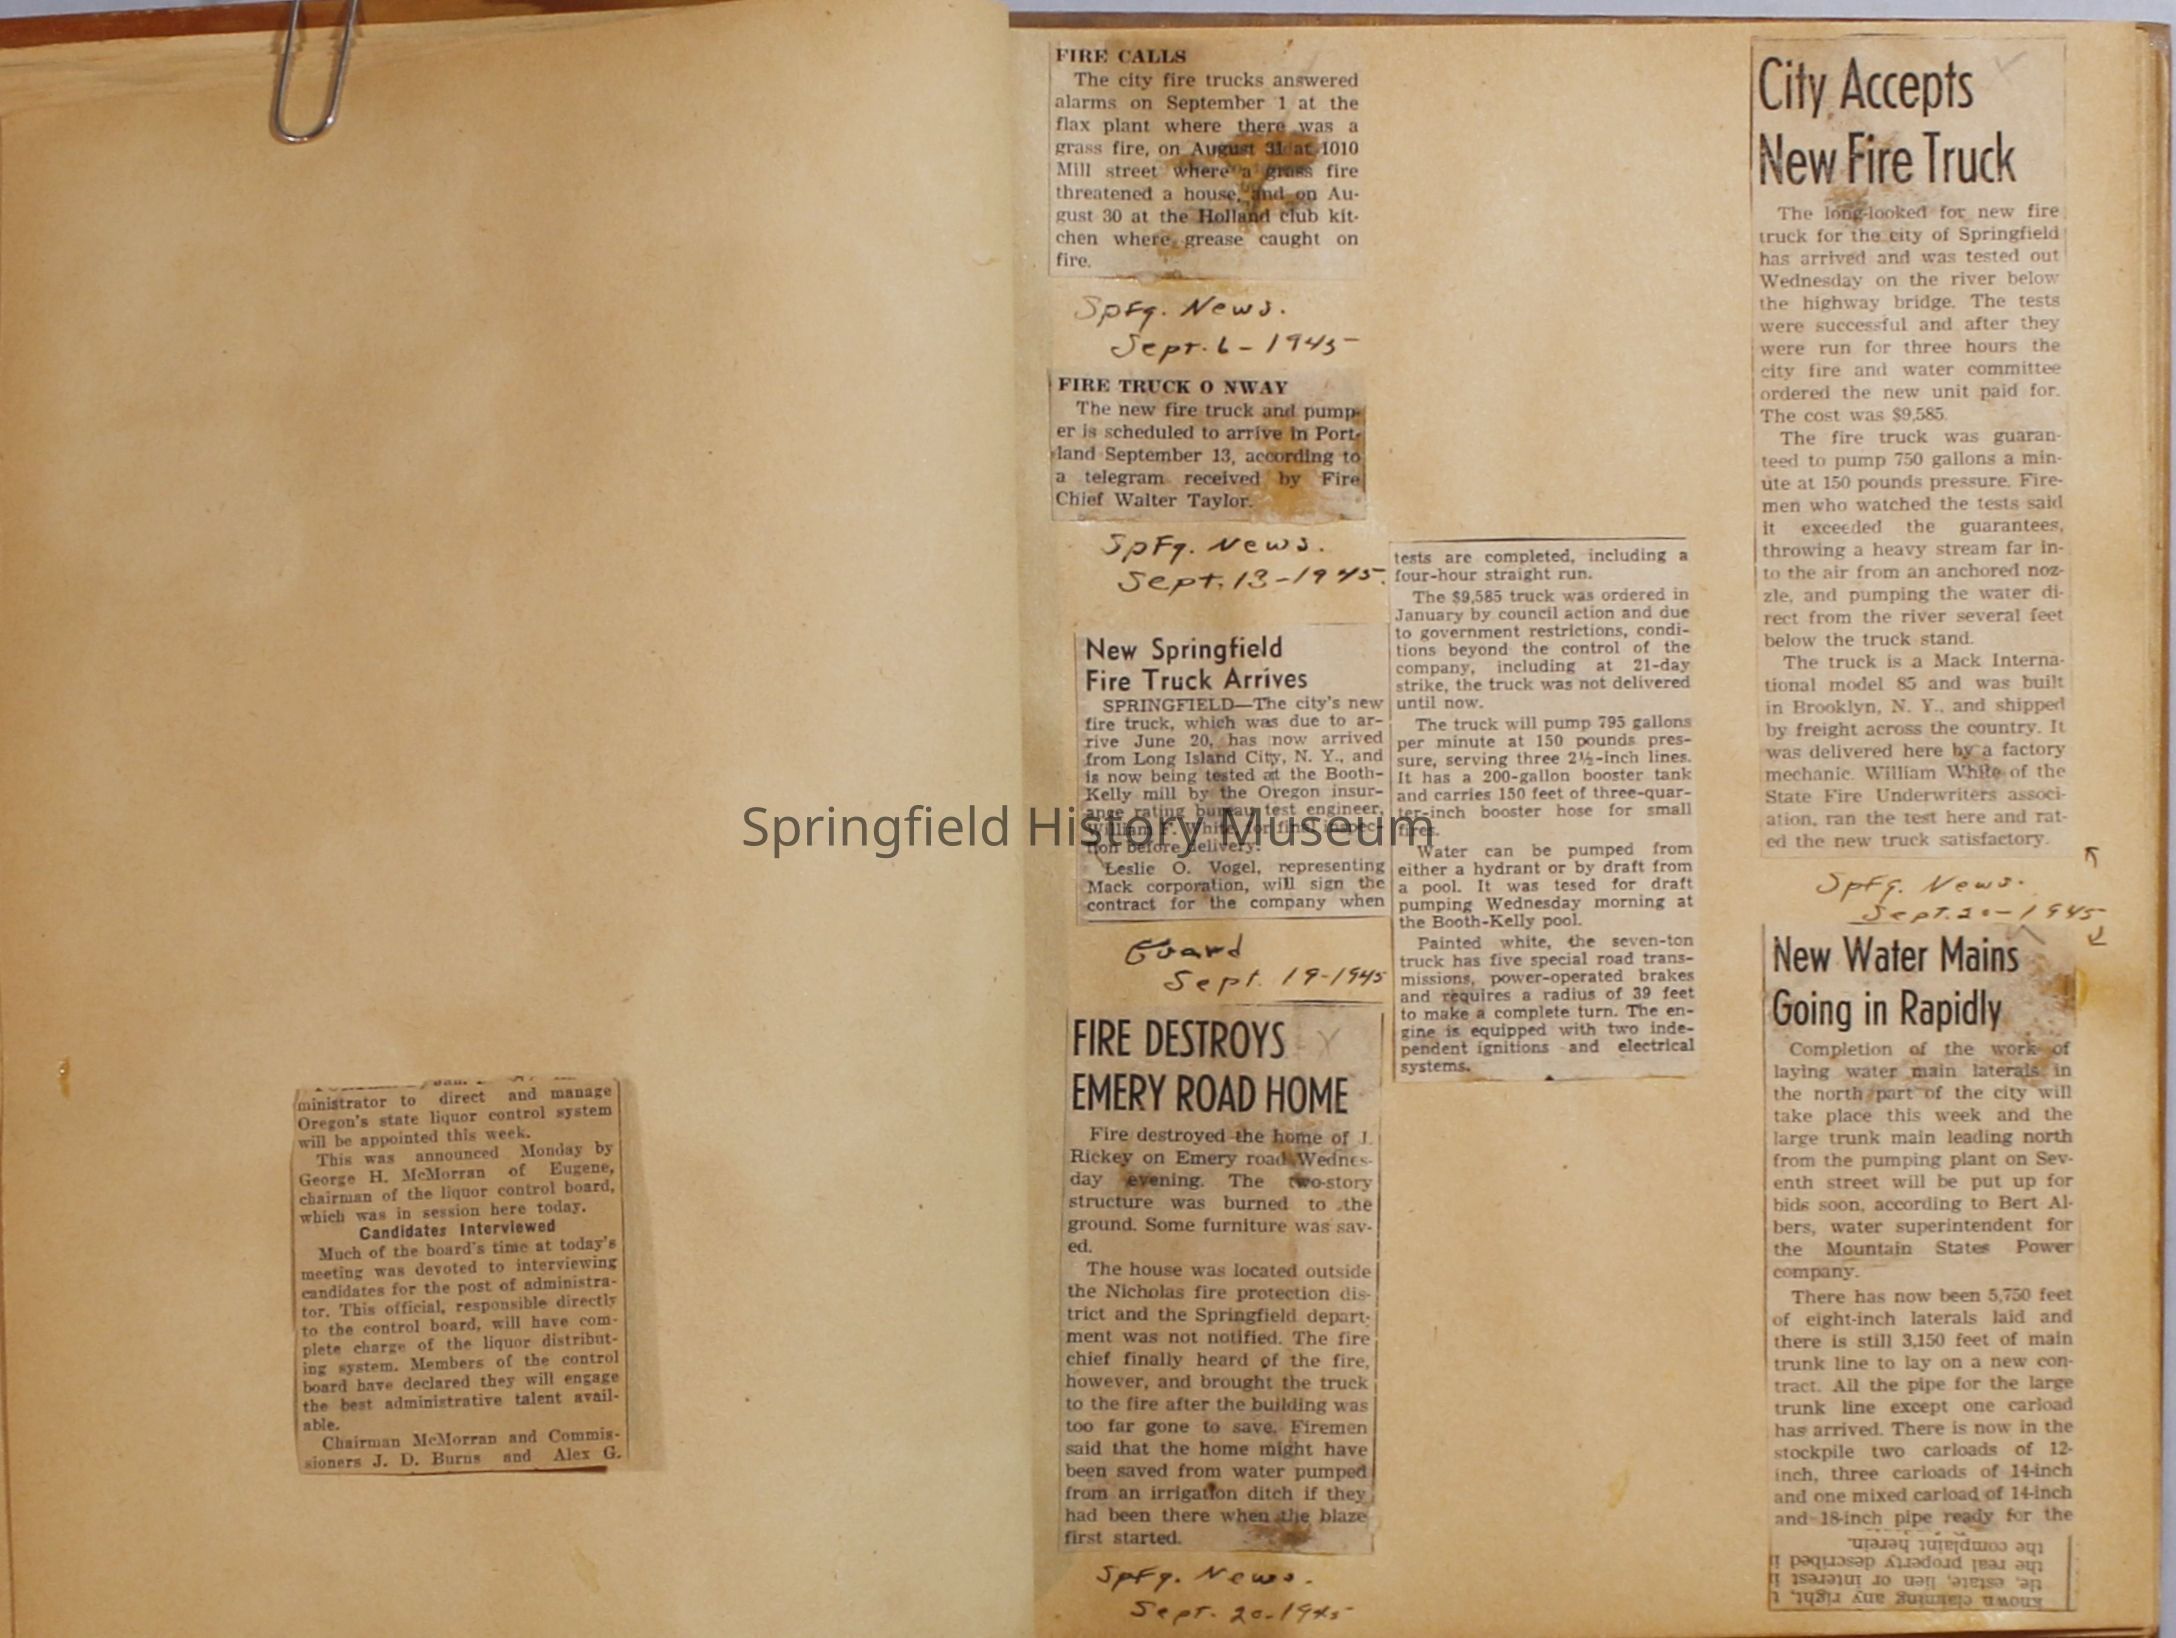 ministrator to direct and manage
Oregon's state liquor control system
will be appointed this week.
This was announced Monday by
George H. McMorran of Eugene,
chairman of the liquor control board,
which was in session here today.
Candidates Interviewed
Much of the board's time at today's
meeting was devoted to interviewing
candidates for the post of administra-
tor. This official, responsible directly
to the control board, will have com-
plete charge of the liquor distribut-
ing system. Members of the control
board have declared they will engage
the best administrative talent avail-
able.
Chairman McMorran and Commis-
sioners J. D. Burns and Alex G.
FIRE CALLS
The city fire trucks answered
alarms on September 1 at the
flax plant where there was a
grass fire, on August 31 at 1010
Mill street where a grass fire
threatened a house, and on Au-
gust 30 at the Holland club kit-
chen where grease caught on
fire.
Spfg. News.
Sept. 6 - 1945
FIRE TRUCK O NWAY
The new fire truck and pump-
er is scheduled to arrive in Port-
land September 13, according to
a telegram received by Fire
Chief Walter Taylor.
Spfg. News.
Sept. 13 - 1945.
New Springfield
Fire Truck Arrives
SPRINGFIELD—The city's new
fire truck, which was due to ar-
rive June 20, has now arrived
from Long Island City, N. Y., and
is now being tested at the Booth-
Kelly mill by the Oregon insur-
ance rating bureau test engineer,
William F. White for final inspec-
tion before delivery.
Leslie O. Vogel, representing
Mack corporation, will sign the
contract for the company when
Guard
Sept. 19-1945
tests are completed, including a
four-hour straight run.
The $9,585 truck was ordered in
January by council action and due
to government restrictions, condi-
tions beyond the control of the
company, including at 21-day
strike, the truck was not delivered
until now.
The truck will pump 795 gallons
per minute at 150 pounds pres-
sure, serving three 2½-inch lines.
It has a 200-gallon booster tank
and carries 150 feet of three-quar-
ter-inch booster hose for small
fires.
Water can be pumped from
either a hydrant or by draft from
a pool. It was tesed for draft
pumping Wednesday morning at
the Booth-Kelly pool.
Painted white, the seven-ton
truck has five special road trans-
missions, power-operated brakes
and requires a radius of 39 feet
to make a complete turn. The en-
gine is equipped with two inde-
pendent ignitions and electrical
systems.
FIRE DESTROYS
EMERY ROAD HOME
Fire destroyed the home of J.
Rickey on Emery road Wednes-
day evening. The two-story
structure was burned to the
ground. Some furniture was sav-
ed.
The house was located outside
the Nicholas fire protection dis-
trict and the Springfield depart-
ment was not notified. The fire
chief finally heard of the fire,
however, and brought the truck
to the fire after the building was
too far gone to save. Firemen
said that the home might have
been saved from water pumped
from an irrigation ditch if they
had been there when the blaze
first started.
Spfg. News.
Sept. 20-1945
City Accepts
New Fire Truck
The long-looked for new fire
truck for the city of Springfield
has arrived and was tested out
Wednesday on the river below
the highway bridge. The tests
were successful and after they
were run for three hours the
city fire and water committee
ordered the new unit paid for.
The cost was $9,585.
The fire truck was guaran-
teed to pump 750 gallons a min-
ute at 150 pounds pressure. Fire-
men who watched the tests said
it exceeded the guarantees,
throwing a heavy stream far in-
to the air from an anchored noz-
zle, and pumping the water di-
rect from the river several feet
below the truck stand.
The truck is a Mack Interna-
tional model 85 and was built
in Brooklyn, N. Y., and shipped
by freight across the country. It
was delivered here by a factory
mechanic. William White of the
State Fire Underwriters associ-
ation, ran the test here and rat-
ed the new truck satisfactory.
Spfg. News.
Sept. 20-1945
New Water Mains
Going in Rapidly
Completion of the work of
laying water main laterals in
the north part of the city will
take place this week and the
large trunk main leading north
from the pumping plant on Sev-
enth street will be put up for
bids soon, according to Bert Al-
bers, water superintendent for
the Mountain States Power
company.
There has now been 5,750 feet
of eight-inch laterals laid and
there is still 3,150 feet of main
trunk line to lay on a new con-
tract. All the pipe for the large
trunk line except one carload
has arrived. There is now in the
stockpile two carloads of 12-
inch, three carloads of 14-inch
and one mixed carload of 14-inch
and 18-inch pipe ready for the
known claiming any right,
tle, estate, lien or interest
the real property described
the complaint herein.
Springfield History Museum